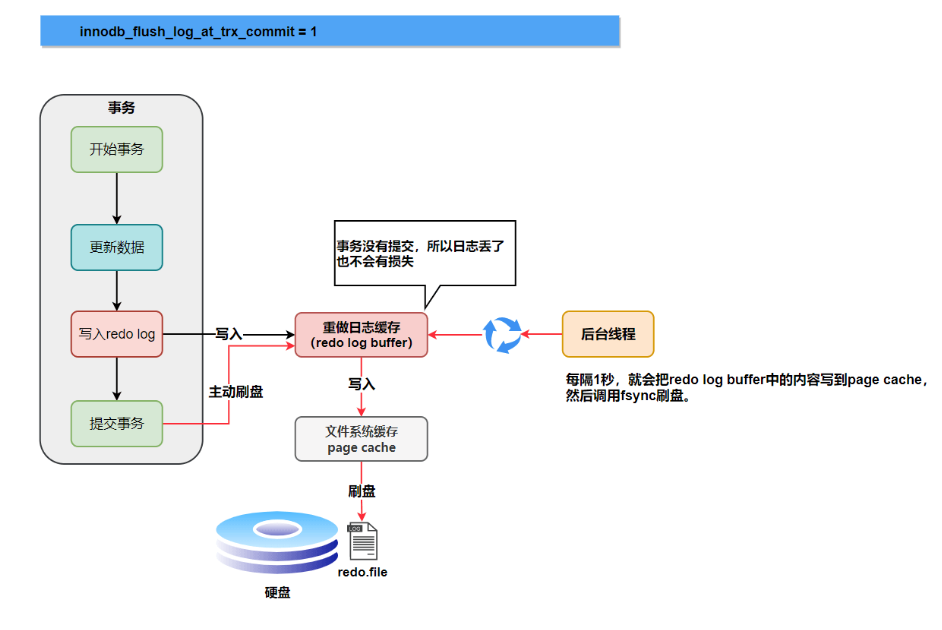 innodb_flush_log_at_trx_commit = 1
事务
开始事务
更新数据
写入redo log
提交事务
写入
主动刷盘
事务没有提交，所以日志丢了
也不会有损失
重做日志缓存
（redo log buffer）
写入
文件系统缓存
page cache
刷盘
LOG
redo.file
硬盘
后台线程
每隔1秒，就会把redo log buffer中的内容写到page cache，
然后调用fsync刷盘。